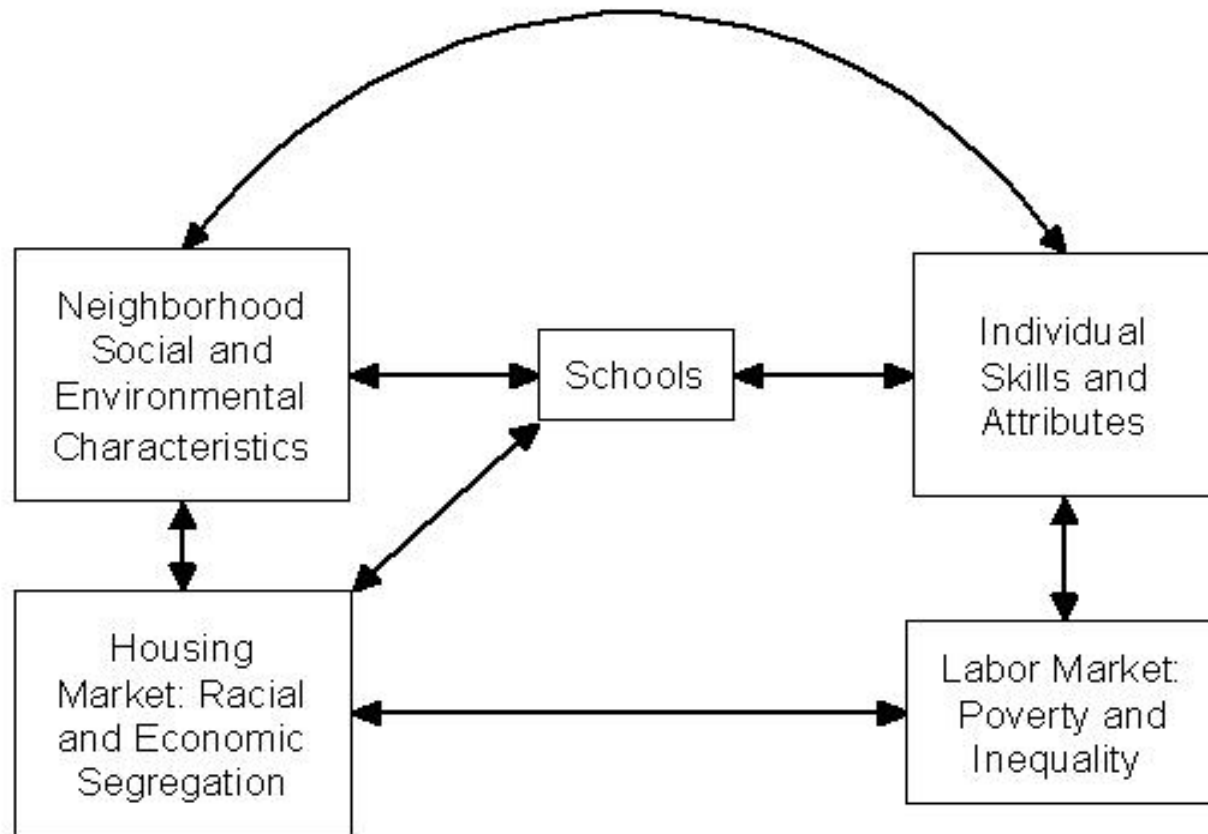 Neighborhood
Social and
Environmental
Characteristics
Schools
Individual
Skills and
Attributes
Housing
Market: Racial
and Economic
Segregation
Labor Market:
Poverty and
Inequality